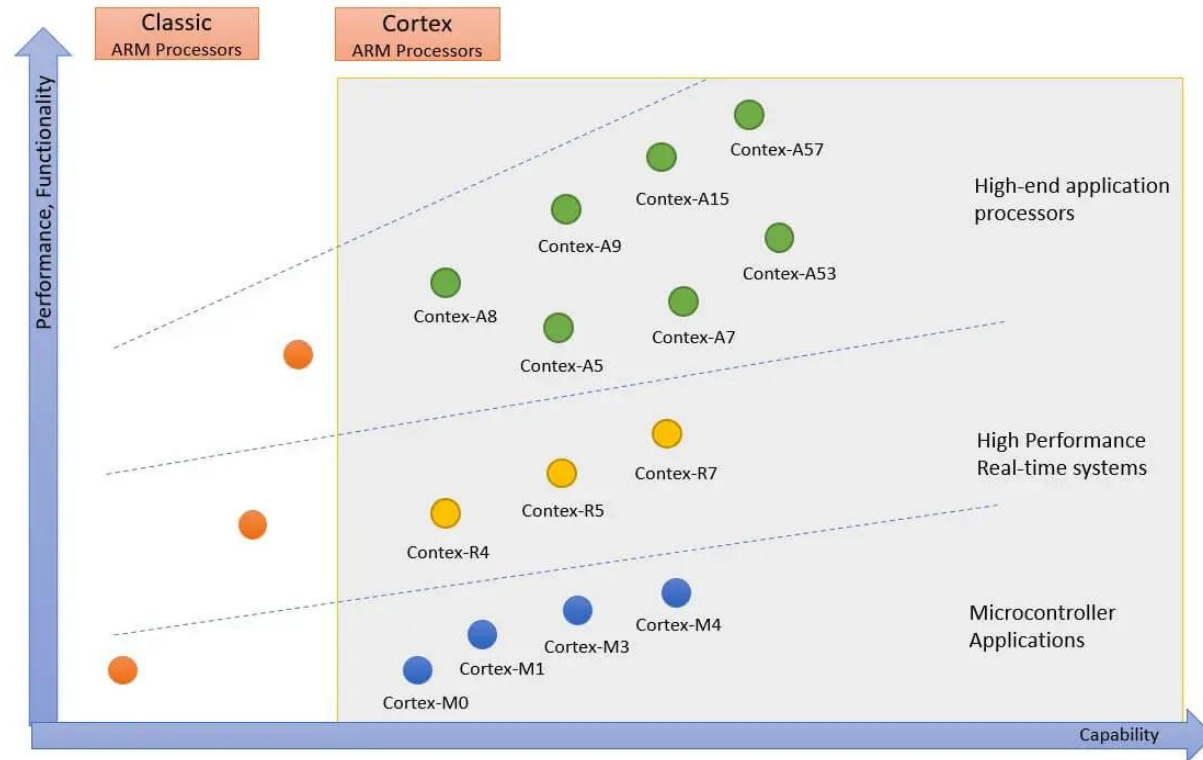 Classic
ARM Processors
Cortex
ARM Processors
Performance, Functionality
Contex-A57
Contex-A15
High-end application
processors
Contex-A9
Contex-A53
Contex-A8
Contex-A7
Contex-A5
High Performance
Real-time systems
Contex-R7
Contex-R5
Contex-R4
Microcontroller
Applications
Cortex-M4
Cortex-M3
Cortex-M1
Cortex-M0
Capability